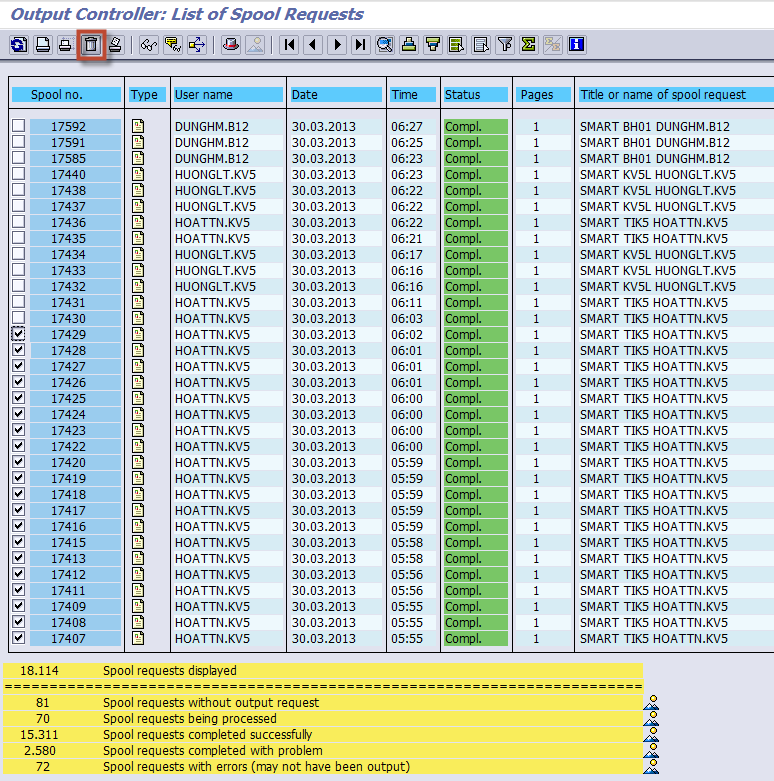 Output Controller: List of Spool Requests
Spool no. Type User name Date Time Status Pages Title or name of spool request
17592 DUNGHM.B12 30.03.2013 06:27 Compl. 1 SMART BH01 DUNGHM.B12
17591 DUNGHM.B12 30.03.2013 06:25 Compl. 1 SMART BH01 DUNGHM.B12
17585 DUNGHM.B12 30.03.2013 06:23 Compl. 1 SMART BH01 DUNGHM.B12
17440 HUONGLT.KV5 30.03.2013 06:23 Compl. 1 SMART KV5L HUONGLT.KV5
17438 HUONGLT.KV5 30.03.2013 06:22 Compl. 1 SMART KV5L HUONGLT.KV5
17437 HUONGLT.KV5 30.03.2013 06:22 Compl. 1 SMART KV5L HUONGLT.KV5
17436 HOATTN.KV5 30.03.2013 06:22 Compl. 1 SMART TIK5 HOATTN.KV5
17435 HOATTN.KV5 30.03.2013 06:21 Compl. 1 SMART TIK5 HOATTN.KV5
17434 HUONGLT.KV5 30.03.2013 06:17 Compl. 1 SMART KV5L HUONGLT.KV5
17433 HUONGLT.KV5 30.03.2013 06:16 Compl. 1 SMART KV5L HUONGLT.KV5
17432 HUONGLT.KV5 30.03.2013 06:16 Compl. 1 SMART KV5L HUONGLT.KV5
17431 HOATTN.KV5 30.03.2013 06:11 Compl. 1 SMART TIK5 HOATTN.KV5
17430 HOATTN.KV5 30.03.2013 06:03 Compl. 1 SMART TIK5 HOATTN.KV5
17429 HOATTN.KV5 30.03.2013 06:02 Compl. 1 SMART TIK5 HOATTN.KV5
17428 HOATTN.KV5 30.03.2013 06:01 Compl. 1 SMART TIK5 HOATTN.KV5
17427 HOATTN.KV5 30.03.2013 06:01 Compl. 1 SMART TIK5 HOATTN.KV5
17426 HOATTN.KV5 30.03.2013 06:01 Compl. 1 SMART TIK5 HOATTN.KV5
17425 HOATTN.KV5 30.03.2013 06:00 Compl. 1 SMART TIK5 HOATTN.KV5
17424 HOATTN.KV5 30.03.2013 06:00 Compl. 1 SMART TIK5 HOATTN.KV5
17423 HOATTN.KV5 30.03.2013 06:00 Compl. 1 SMART TIK5 HOATTN.KV5
17422 HOATTN.KV5 30.03.2013 06:00 Compl. 1 SMART TIK5 HOATTN.KV5
17420 HOATTN.KV5 30.03.2013 05:59 Compl. 1 SMART TIK5 HOATTN.KV5
17419 HOATTN.KV5 30.03.2013 05:59 Compl. 1 SMART TIK5 HOATTN.KV5
17418 HOATTN.KV5 30.03.2013 05:59 Compl. 1 SMART TIK5 HOATTN.KV5
17417 HOATTN.KV5 30.03.2013 05:59 Compl. 1 SMART TIK5 HOATTN.KV5
17416 HOATTN.KV5 30.03.2013 05:59 Compl. 1 SMART TIK5 HOATTN.KV5
17415 HOATTN.KV5 30.03.2013 05:58 Compl. 1 SMART TIK5 HOATTN.KV5
17413 HOATTN.KV5 30.03.2013 05:58 Compl. 1 SMART TIK5 HOATTN.KV5
17412 HOATTN.KV5 30.03.2013 05:56 Compl. 1 SMART TIK5 HOATTN.KV5
17411 HOATTN.KV5 30.03.2013 05:56 Compl. 1 SMART TIK5 HOATTN.KV5
17409 HOATTN.KV5 30.03.2013 05:55 Compl. 1 SMART TIK5 HOATTN.KV5
17408 HOATTN.KV5 30.03.2013 05:55 Compl. 1 SMART TIK5 HOATTN.KV5
17407 HOATTN.KV5 30.03.2013 05:55 Compl. 1 SMART TIK5 HOATTN.KV5
18.114 Spool requests displayed
81 Spool requests without output request
70 Spool requests being processed
15.311 Spool requests completed successfully
2.580 Spool requests completed with problem
72 Spool requests with errors (may not have been output)